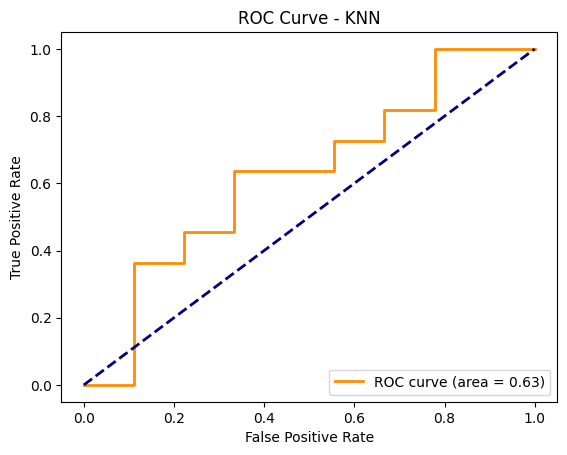 ROC Curve - KNN
True Positive Rate
1.0
0.8
0.6
0.4
0.2
0.0
ROC curve (area = 0.63)
0.0 0.2 0.4 0.6 0.8 1.0
False Positive Rate